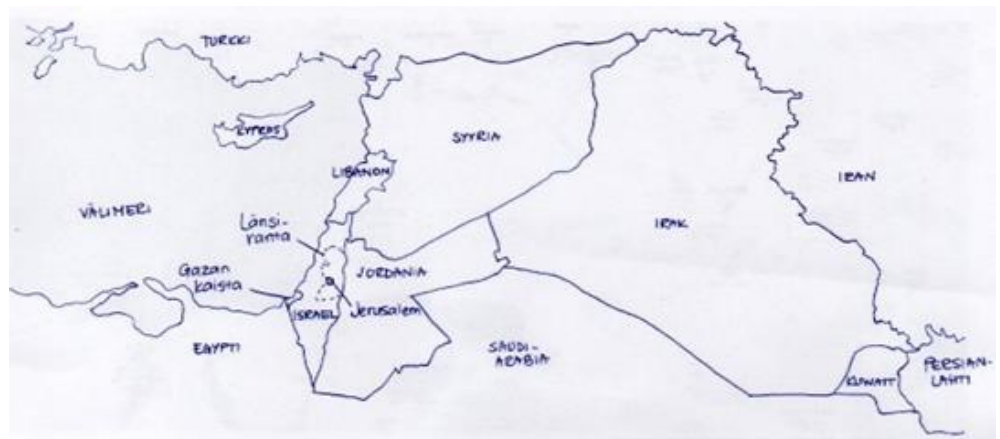 TURKKI
KYPROS
SYYRIA
LIBANON
IRAN
VÄLIMERI
Länsi-
ranta
IRAK
Gazan
kaista
JORDANIA
ISRAEL
Jerusalem
EGYPTI
SAUDI-
ARABIA
KUWAIT
PERSIAN-
LAHTI